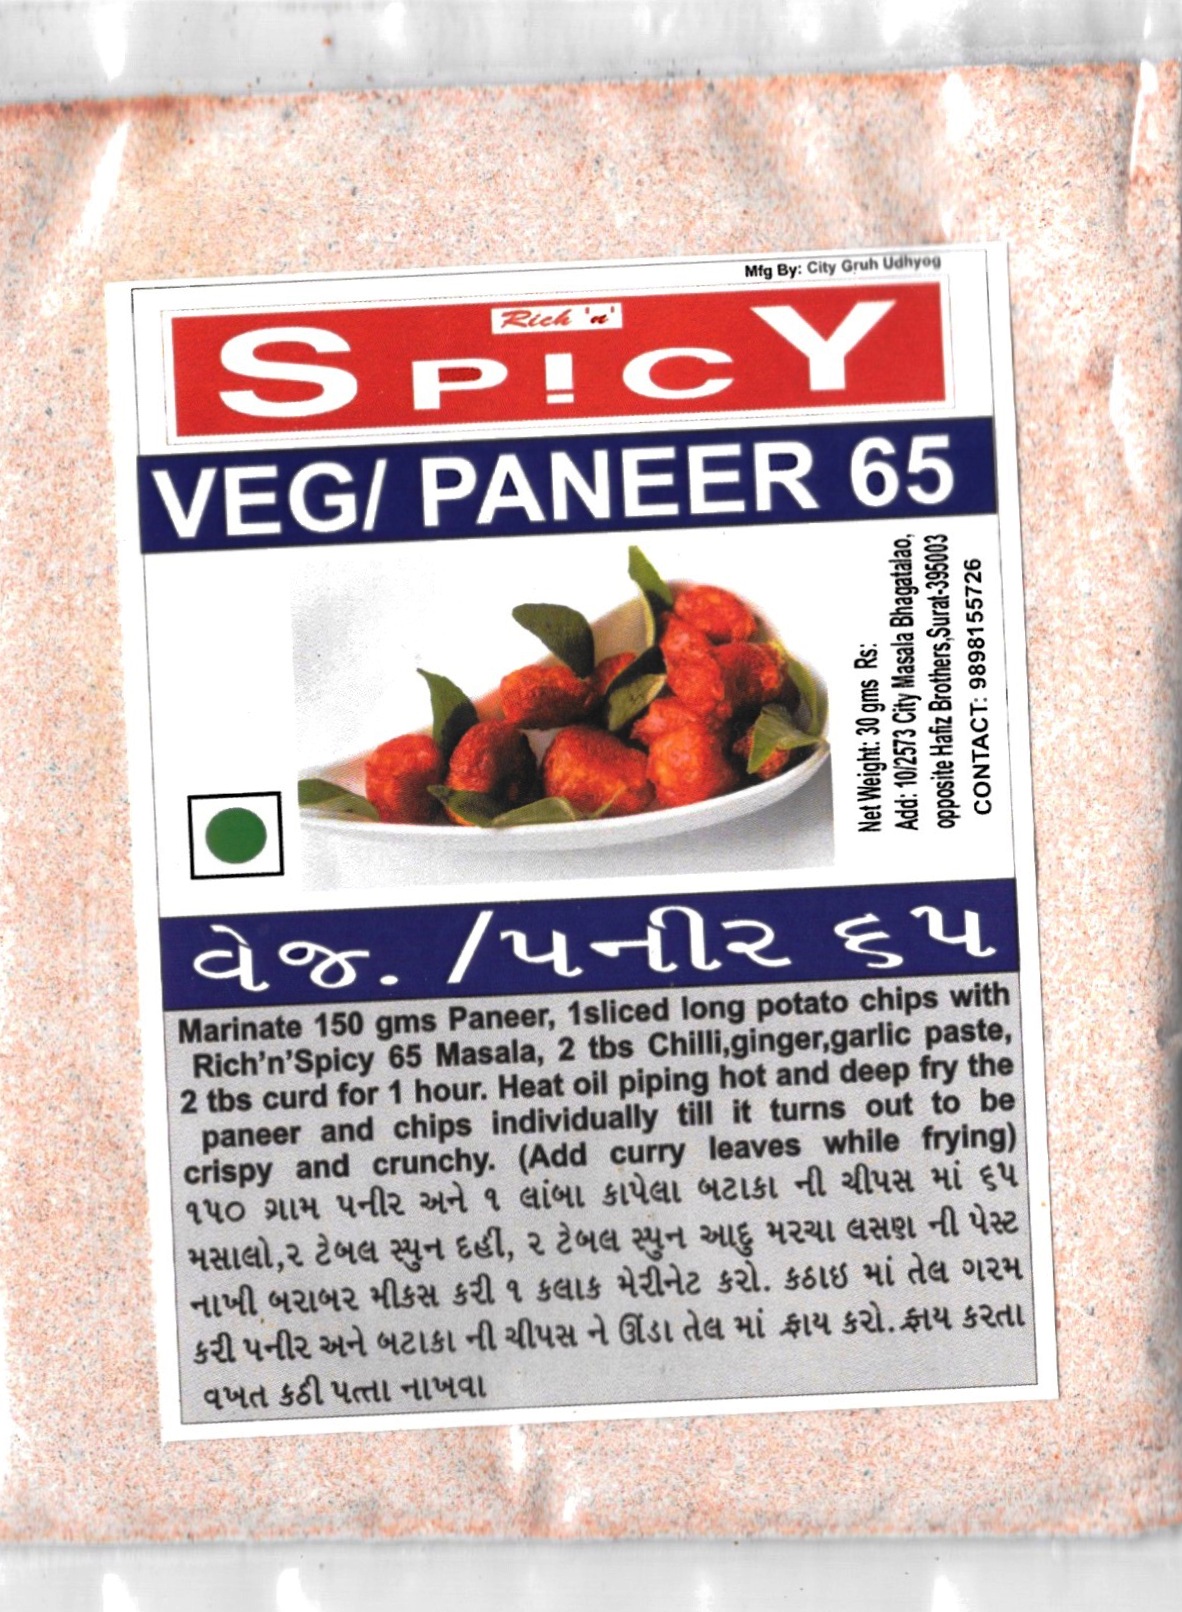 Mfg By: City Gruh Udhyog
Rich 'n'
SP!CY
VEG/ PANEER 65
Net Weight: 30 gms Rs:
Add: 10/2573 City Masala Bhagatalao,
opposite Hafiz Brothers,Surat-395003
CONTACT: 9898155726
વેજ. /પનીર ૬૫
Marinate 150 gms Paneer, 1sliced long potato chips with
Rich'n'Spicy 65 Masala, 2 tbs Chilli,ginger,garlic paste,
2 tbs curd for 1 hour. Heat oil piping hot and deep fry the
paneer and chips individually till it turns out to be
crispy and crunchy. (Add curry leaves while frying)
૧૫૦ ગ્રામ પનીર અને ૧ લાંબા કાપેલા બટાકા ની ચીપસ માં ૬૫
મસાલો,૨ ટેબલ સ્પુન દહીં, ૨ ટેબલ સ્પુન આદુ મરચા લસણ ની પેસ્ટ
નાખી બરાબર મીકસ કરી ૧ કલાક મેરીનેટ કરો. કઠાઇ માં તેલ ગરમ
કરી પનીર અને બટાકા ની ચીપસ ને ઊંડા તેલ માં ફ્રાય કરો.ફ્રાય કરતા
વખત કઠી પત્તા નાખવા